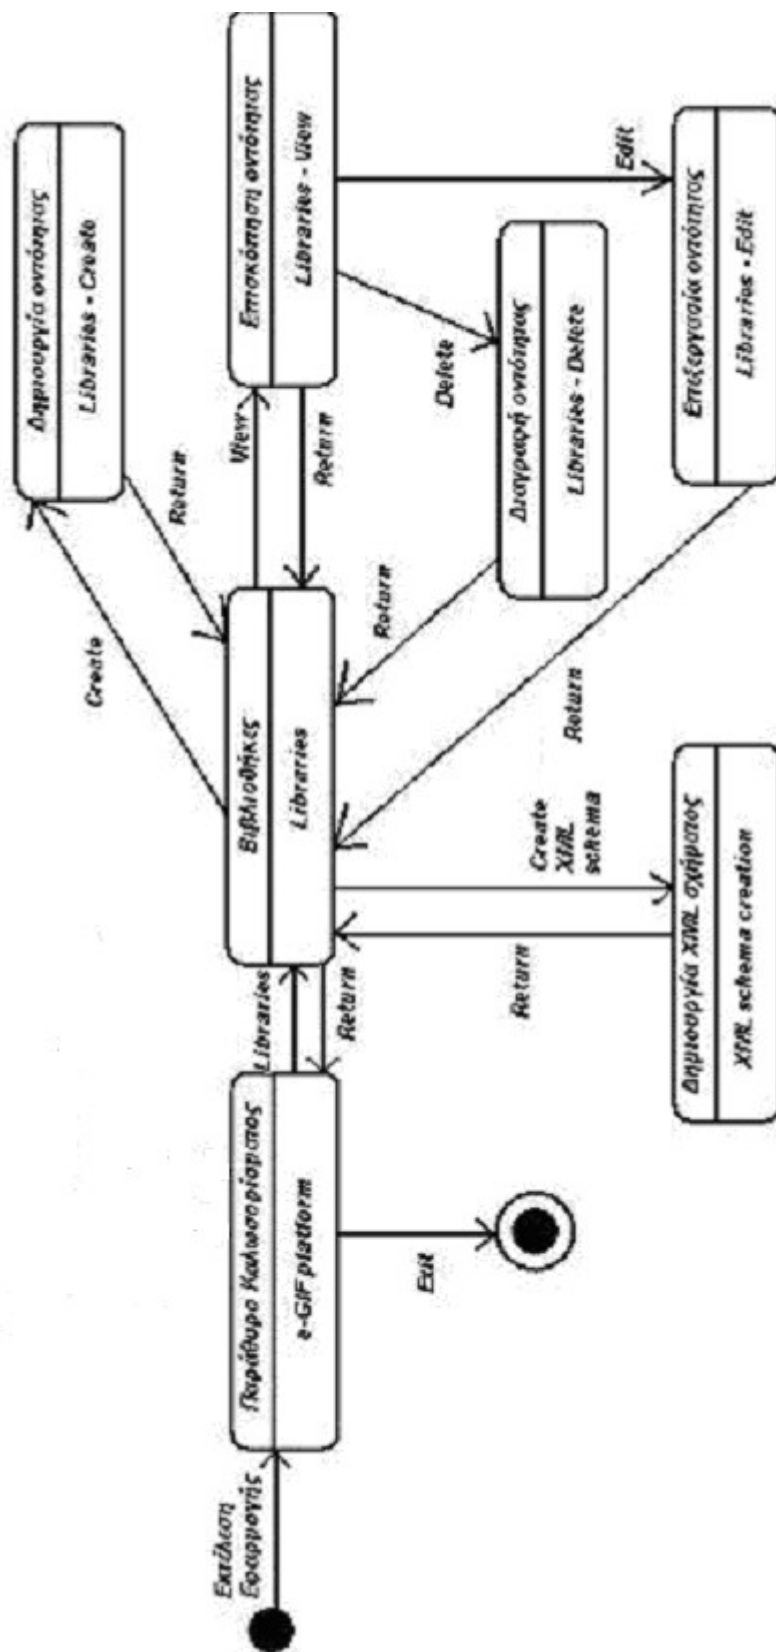 Εκτέλεση
Εφαρμογής
Παράθυρο Καλωσορίσματος
e-GIF platform
Exit
Libraries
Return
Βιβλιοθήκες
Libraries
Create
Return
Δημιουργία οντότητας
Libraries - Create
View
Return
Επισκόπηση οντότητας
Libraries - View
Delete
Return
Διαγραφή οντότητας
Libraries - Delete
Edit
Return
Επεξεργασία οντότητος
Libraries - Edit
Create
XML
schema
Return
Δημιουργία XML σχήματος
XML schema creation